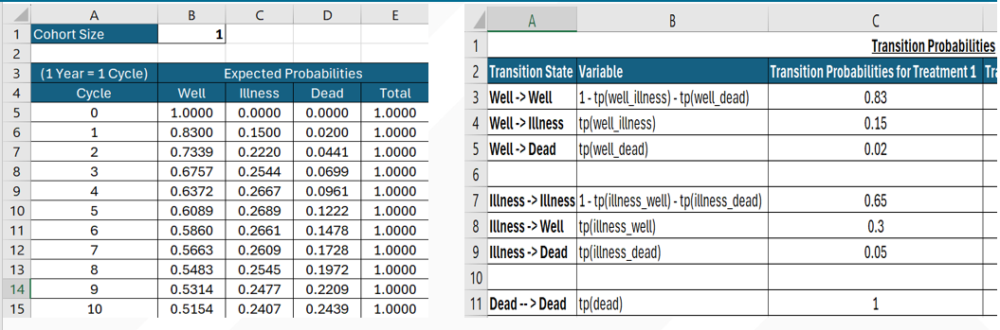 A B C D E
1 Cohort Size 1
2
3 (1 Year = 1 Cycle) Expected Probabilities
4 Cycle Well Illness Dead Total
5 0 1.0000 0.0000 0.0000 1.0000
6 1 0.8300 0.1500 0.0200 1.0000
7 2 0.7339 0.2220 0.0441 1.0000
8 3 0.6757 0.2544 0.0699 1.0000
9 4 0.6372 0.2667 0.0961 1.0000
10 5 0.6089 0.2689 0.1222 1.0000
11 6 0.5860 0.2661 0.1478 1.0000
12 7 0.5663 0.2609 0.1728 1.0000
13 8 0.5483 0.2545 0.1972 1.0000
14 9 0.5314 0.2477 0.2209 1.0000
15 10 0.5154 0.2407 0.2439 1.0000
A B C
1 Transition Probabilities
2 Transition State Variable Transition Probabilities for Treatment 1 Tra
3 Well -> Well 1 - tp(well_illness) - tp(well_dead) 0.83
4 Well -> Illness tp(well_illness) 0.15
5 Well -> Dead tp(well_dead) 0.02
6
7 Illness -> Illness 1 - tp(illness_well) - tp(illness_dead) 0.65
8 Illness -> Well tp(illness_well) 0.3
9 Illness -> Dead tp(illness_dead) 0.05
10
11 Dead --> Dead tp(dead) 1